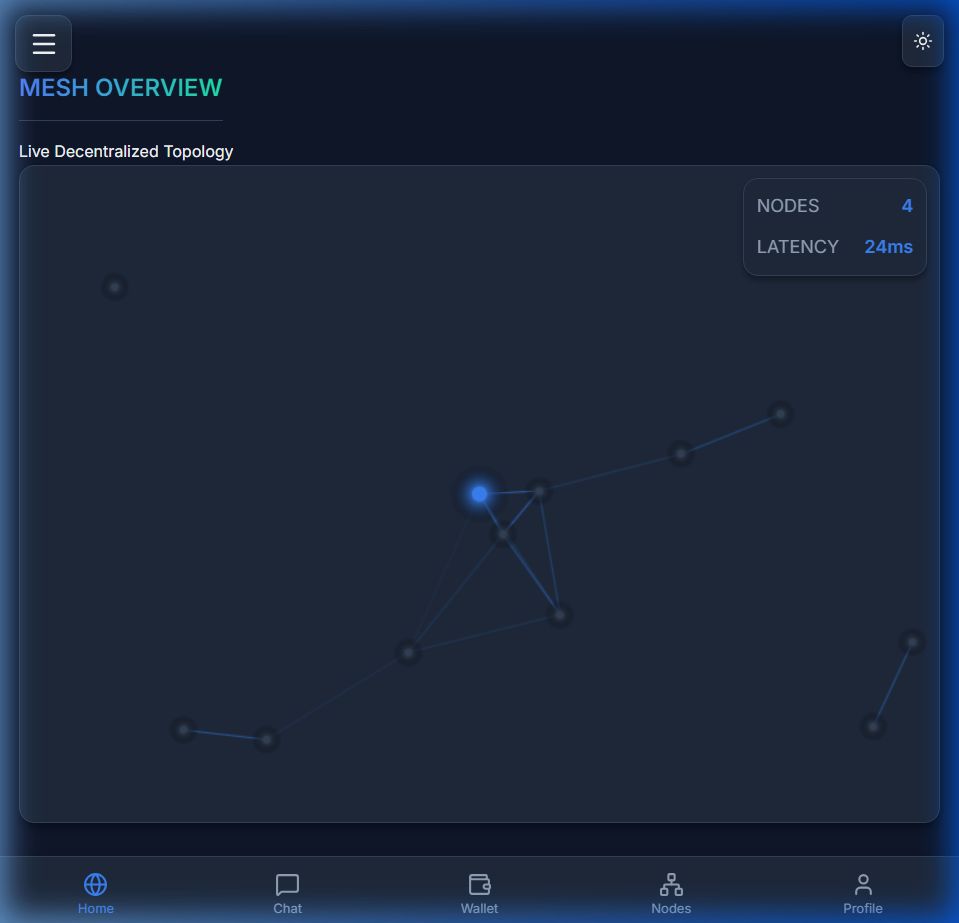 MESH OVERVIEW
Live Decentralized Topology
NODES 4
LATENCY 24ms
Home Chat Wallet Nodes Profile